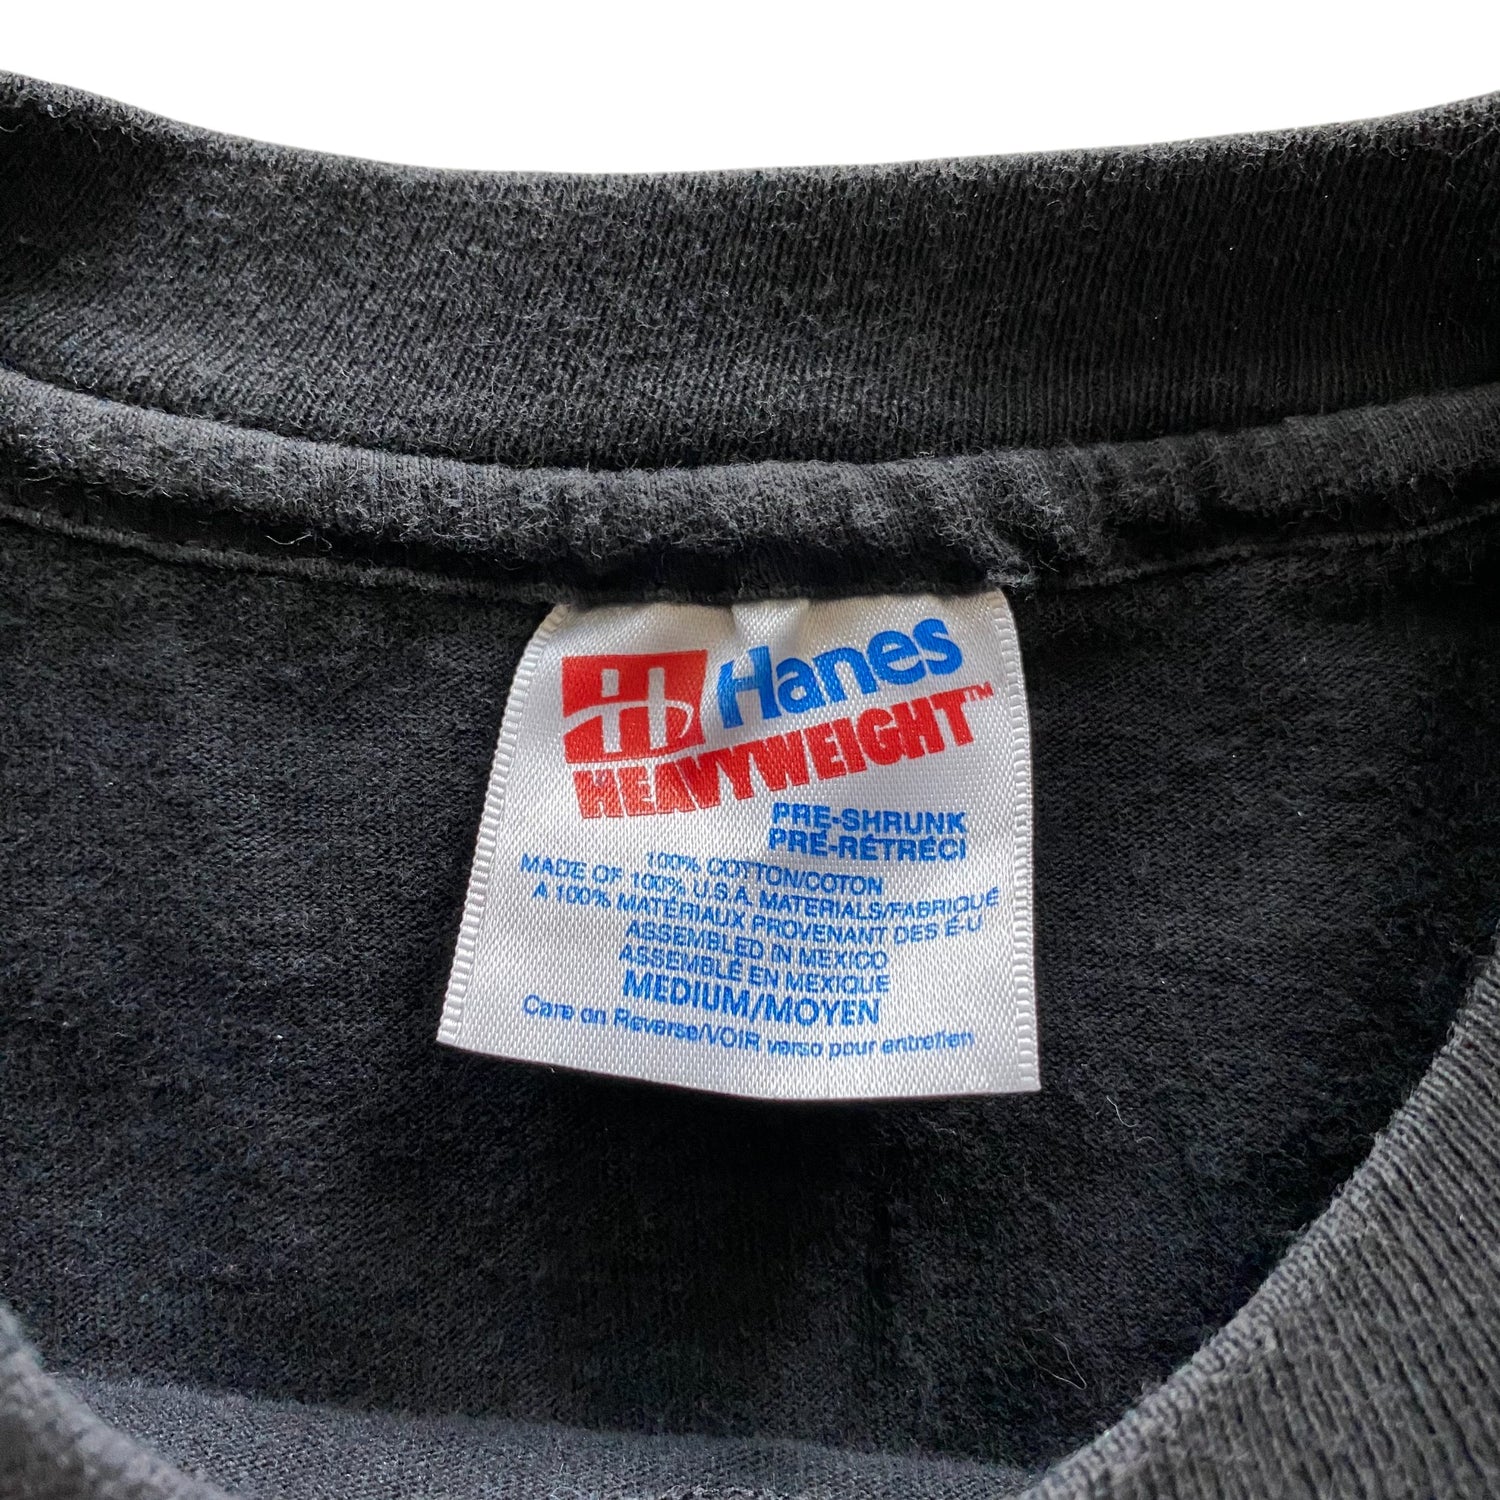 H Hanes
HEAVYWEIGHT™
PRE-SHRUNK
PRÉ-RÉTRÉCI
100% COTTON/COTON
MADE OF 100% U.S.A. MATERIALS/FABRIQUÉ
A 100% MATÉRIAUX PROVENANT DES É-U
ASSEMBLED IN MEXICO
ASSEMBLÉ EN MEXIQUE
MEDIUM/MOYEN
Care on Reverse/VOIR verso pour entretien